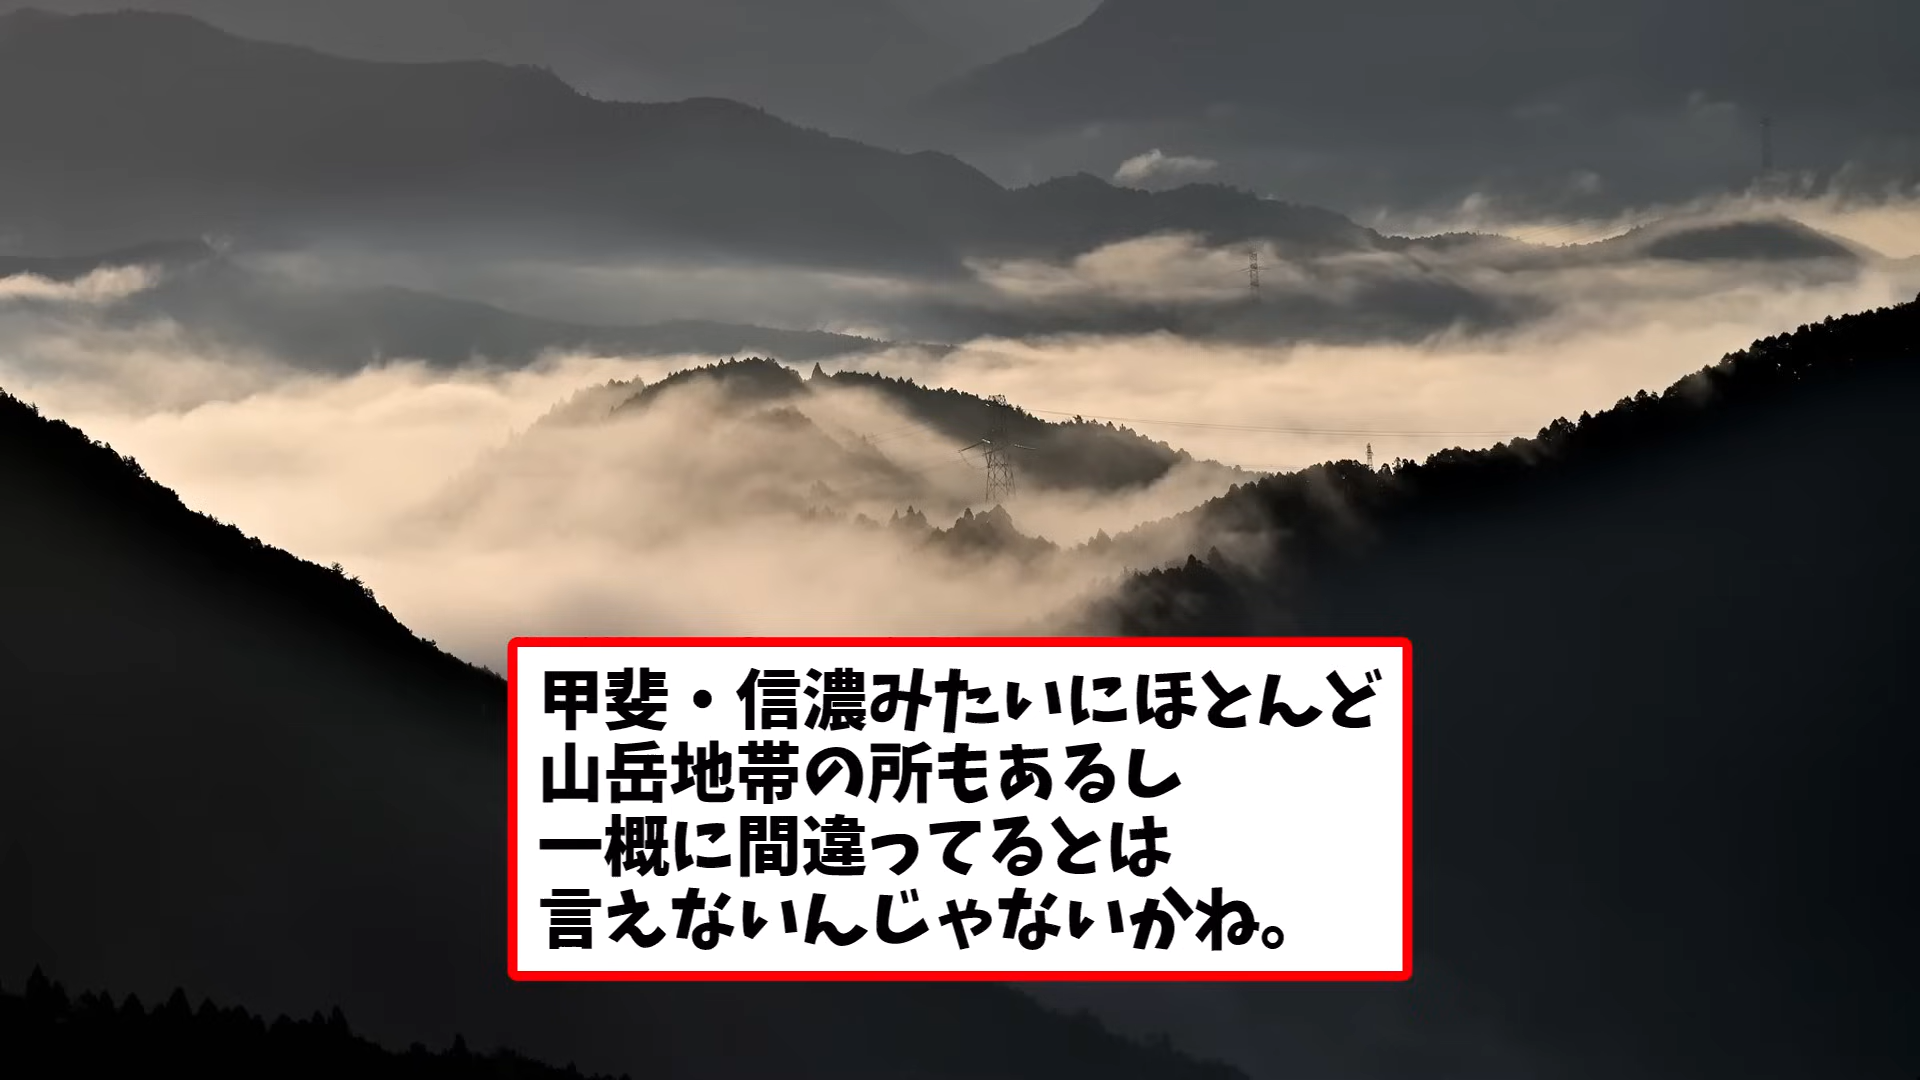 甲斐・信濃みたいにほとんど
山岳地帯の所もあるし
一概に間違ってるとは
言えないんじゃないかね。